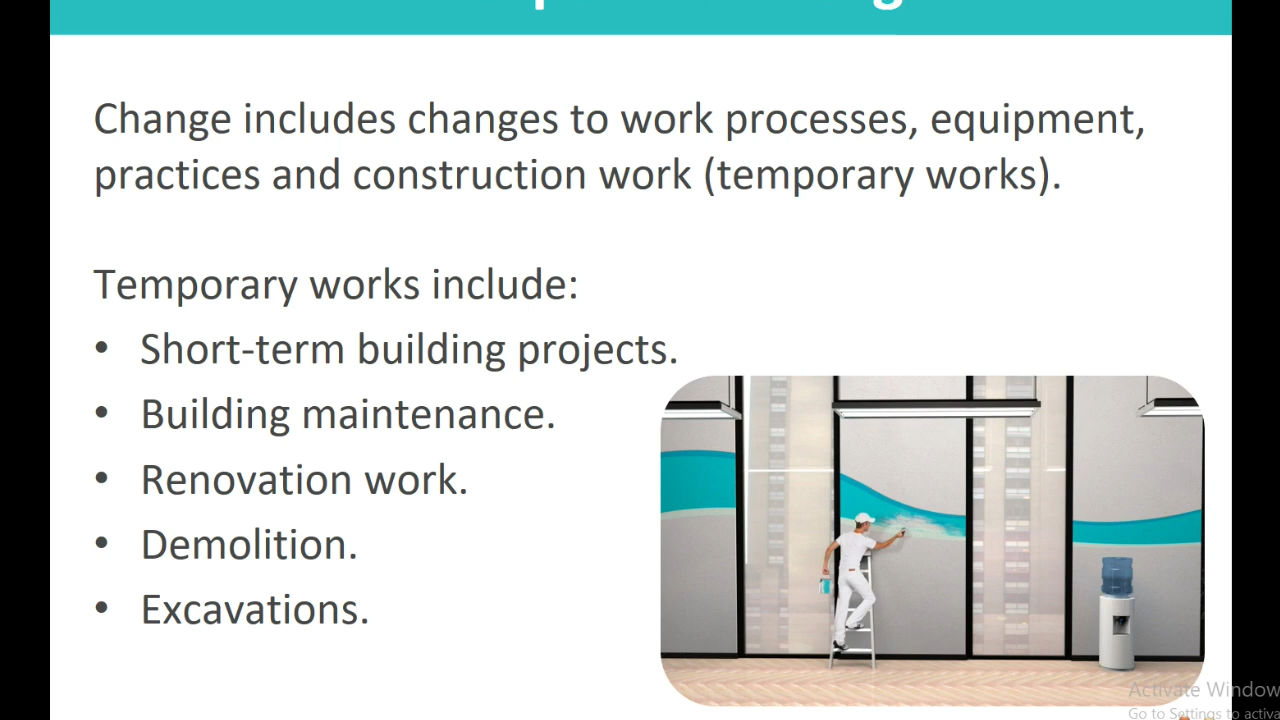 Change includes changes to work processes, equipment,
practices and construction work (temporary works).
Temporary works include:
• Short-term building projects.
• Building maintenance.
• Renovation work.
• Demolition.
• Excavations.
Activate Window
Go to Settings to activa